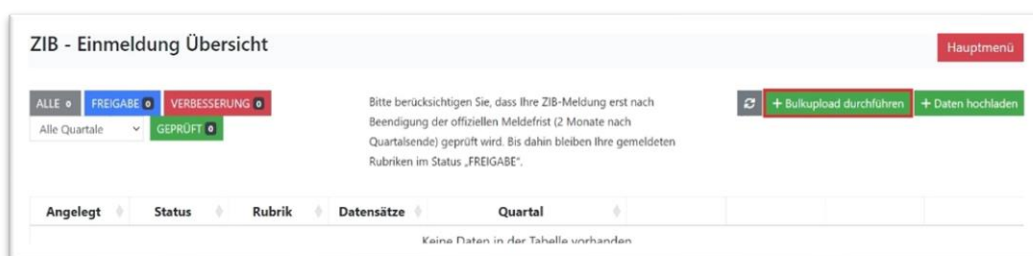 ZIB - Einmeldung Übersicht
Hauptmenü
ALLE 0 FREIGABE 0 VERBESSERUNG 0
Alle Quartale GEPRÜFT 0
Bitte berücksichtigen Sie, dass Ihre ZIB-Meldung erst nach
Beendigung der offiziellen Meldefrist (2 Monate nach
Quartalsende) geprüft wird. Bis dahin bleiben Ihre gemeldeten
Rubriken im Status „FREIGABE“.
+ Bulkupload durchführen + Daten hochladen
Angelegt Status Rubrik Datensätze Quartal
Keine Daten in der Tabelle vorhanden